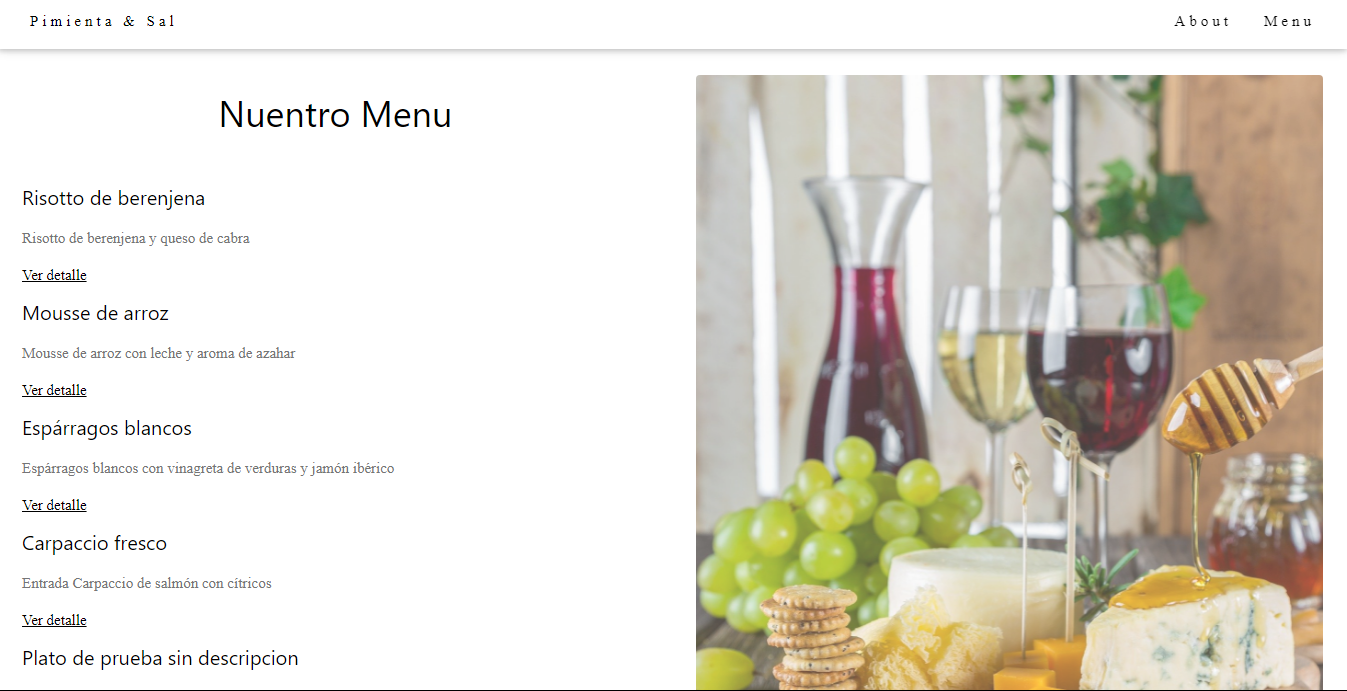 Pimienta & Sal
About
Menu
Nuentro Menu
Risotto de berenjena
Risotto de berenjena y queso de cabra
Ver detalle
Mousse de arroz
Mousse de arroz con leche y aroma de azahar
Ver detalle
Espárragos blancos
Espárragos blancos con vinagreta de verduras y jamón ibérico
Ver detalle
Carpaccio fresco
Entrada Carpaccio de salmón con cítricos
Ver detalle
Plato de prueba sin descripcion